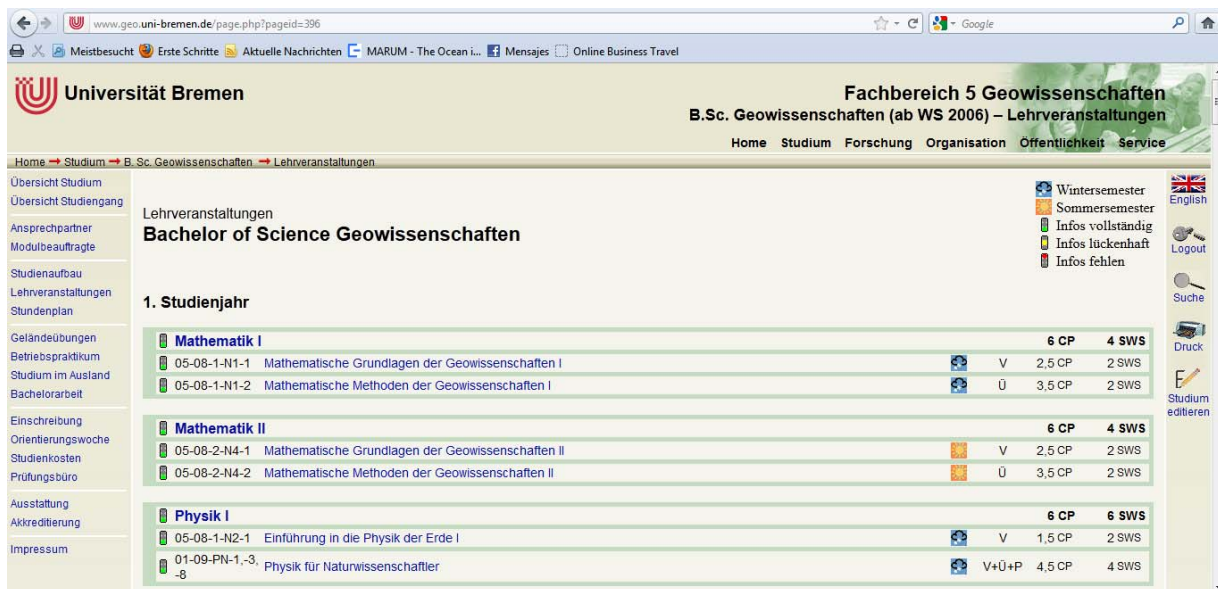 www.geo.uni-bremen.de/page.php?pageid=396
Google
Meistbesucht Erste Schritte Aktuelle Nachrichten MARUM - The Ocean i... Mensajes Online Business Travel
Universität Bremen
Fachbereich 5 Geowissenschaften
B.Sc. Geowissenschaften (ab WS 2006) – Lehrveranstaltungen
Home Studium Forschung Organisation Öffentlichkeit Service
Home → Studium → B. Sc. Geowissenschaften → Lehrveranstaltungen
Übersicht Studium
Übersicht Studiengang
Ansprechpartner
Modulbeauftragte
Studienaufbau
Lehrveranstaltungen
Stundenplan
Geländeübungen
Betriebspraktikum
Studium im Ausland
Bachelorarbeit
Einschreibung
Orientierungswoche
Studienkosten
Prüfungsbüro
Ausstattung
Akkreditierung
Impressum
Lehrveranstaltungen
Bachelor of Science Geowissenschaften
Wintersemester
Sommersemester
Infos vollständig
Infos lückenhaft
Infos fehlen
1. Studienjahr
Mathematik I 6 CP 4 SWS
05-08-1-N1-1 Mathematische Grundlagen der Geowissenschaften I V 2,5 CP 2 SWS
05-08-1-N1-2 Mathematische Methoden der Geowissenschaften I Ü 3,5 CP 2 SWS
Mathematik II 6 CP 4 SWS
05-08-2-N4-1 Mathematische Grundlagen der Geowissenschaften II V 2,5 CP 2 SWS
05-08-2-N4-2 Mathematische Methoden der Geowissenschaften II Ü 3,5 CP 2 SWS
Physik I 6 CP 6 SWS
05-08-1-N2-1 Einführung in die Physik der Erde I V 1,5 CP 2 SWS
01-09-PN-1,-3,
-8 Physik für Naturwissenschaftler V+Ü+P 4,5 CP 4 SWS
English
Logout
Suche
Druck
Studium
editieren